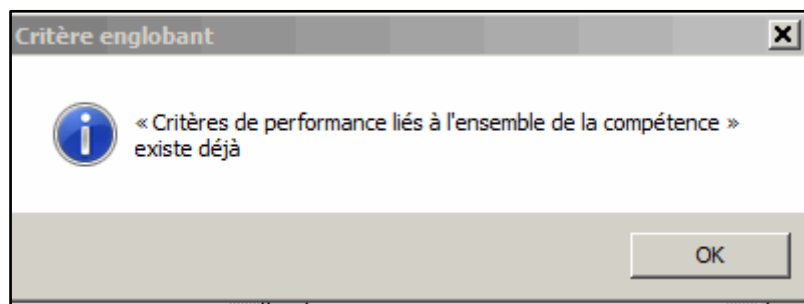 Critère englobant
« Critères de performance liés à l'ensemble de la compétence »
existe déjà
OK